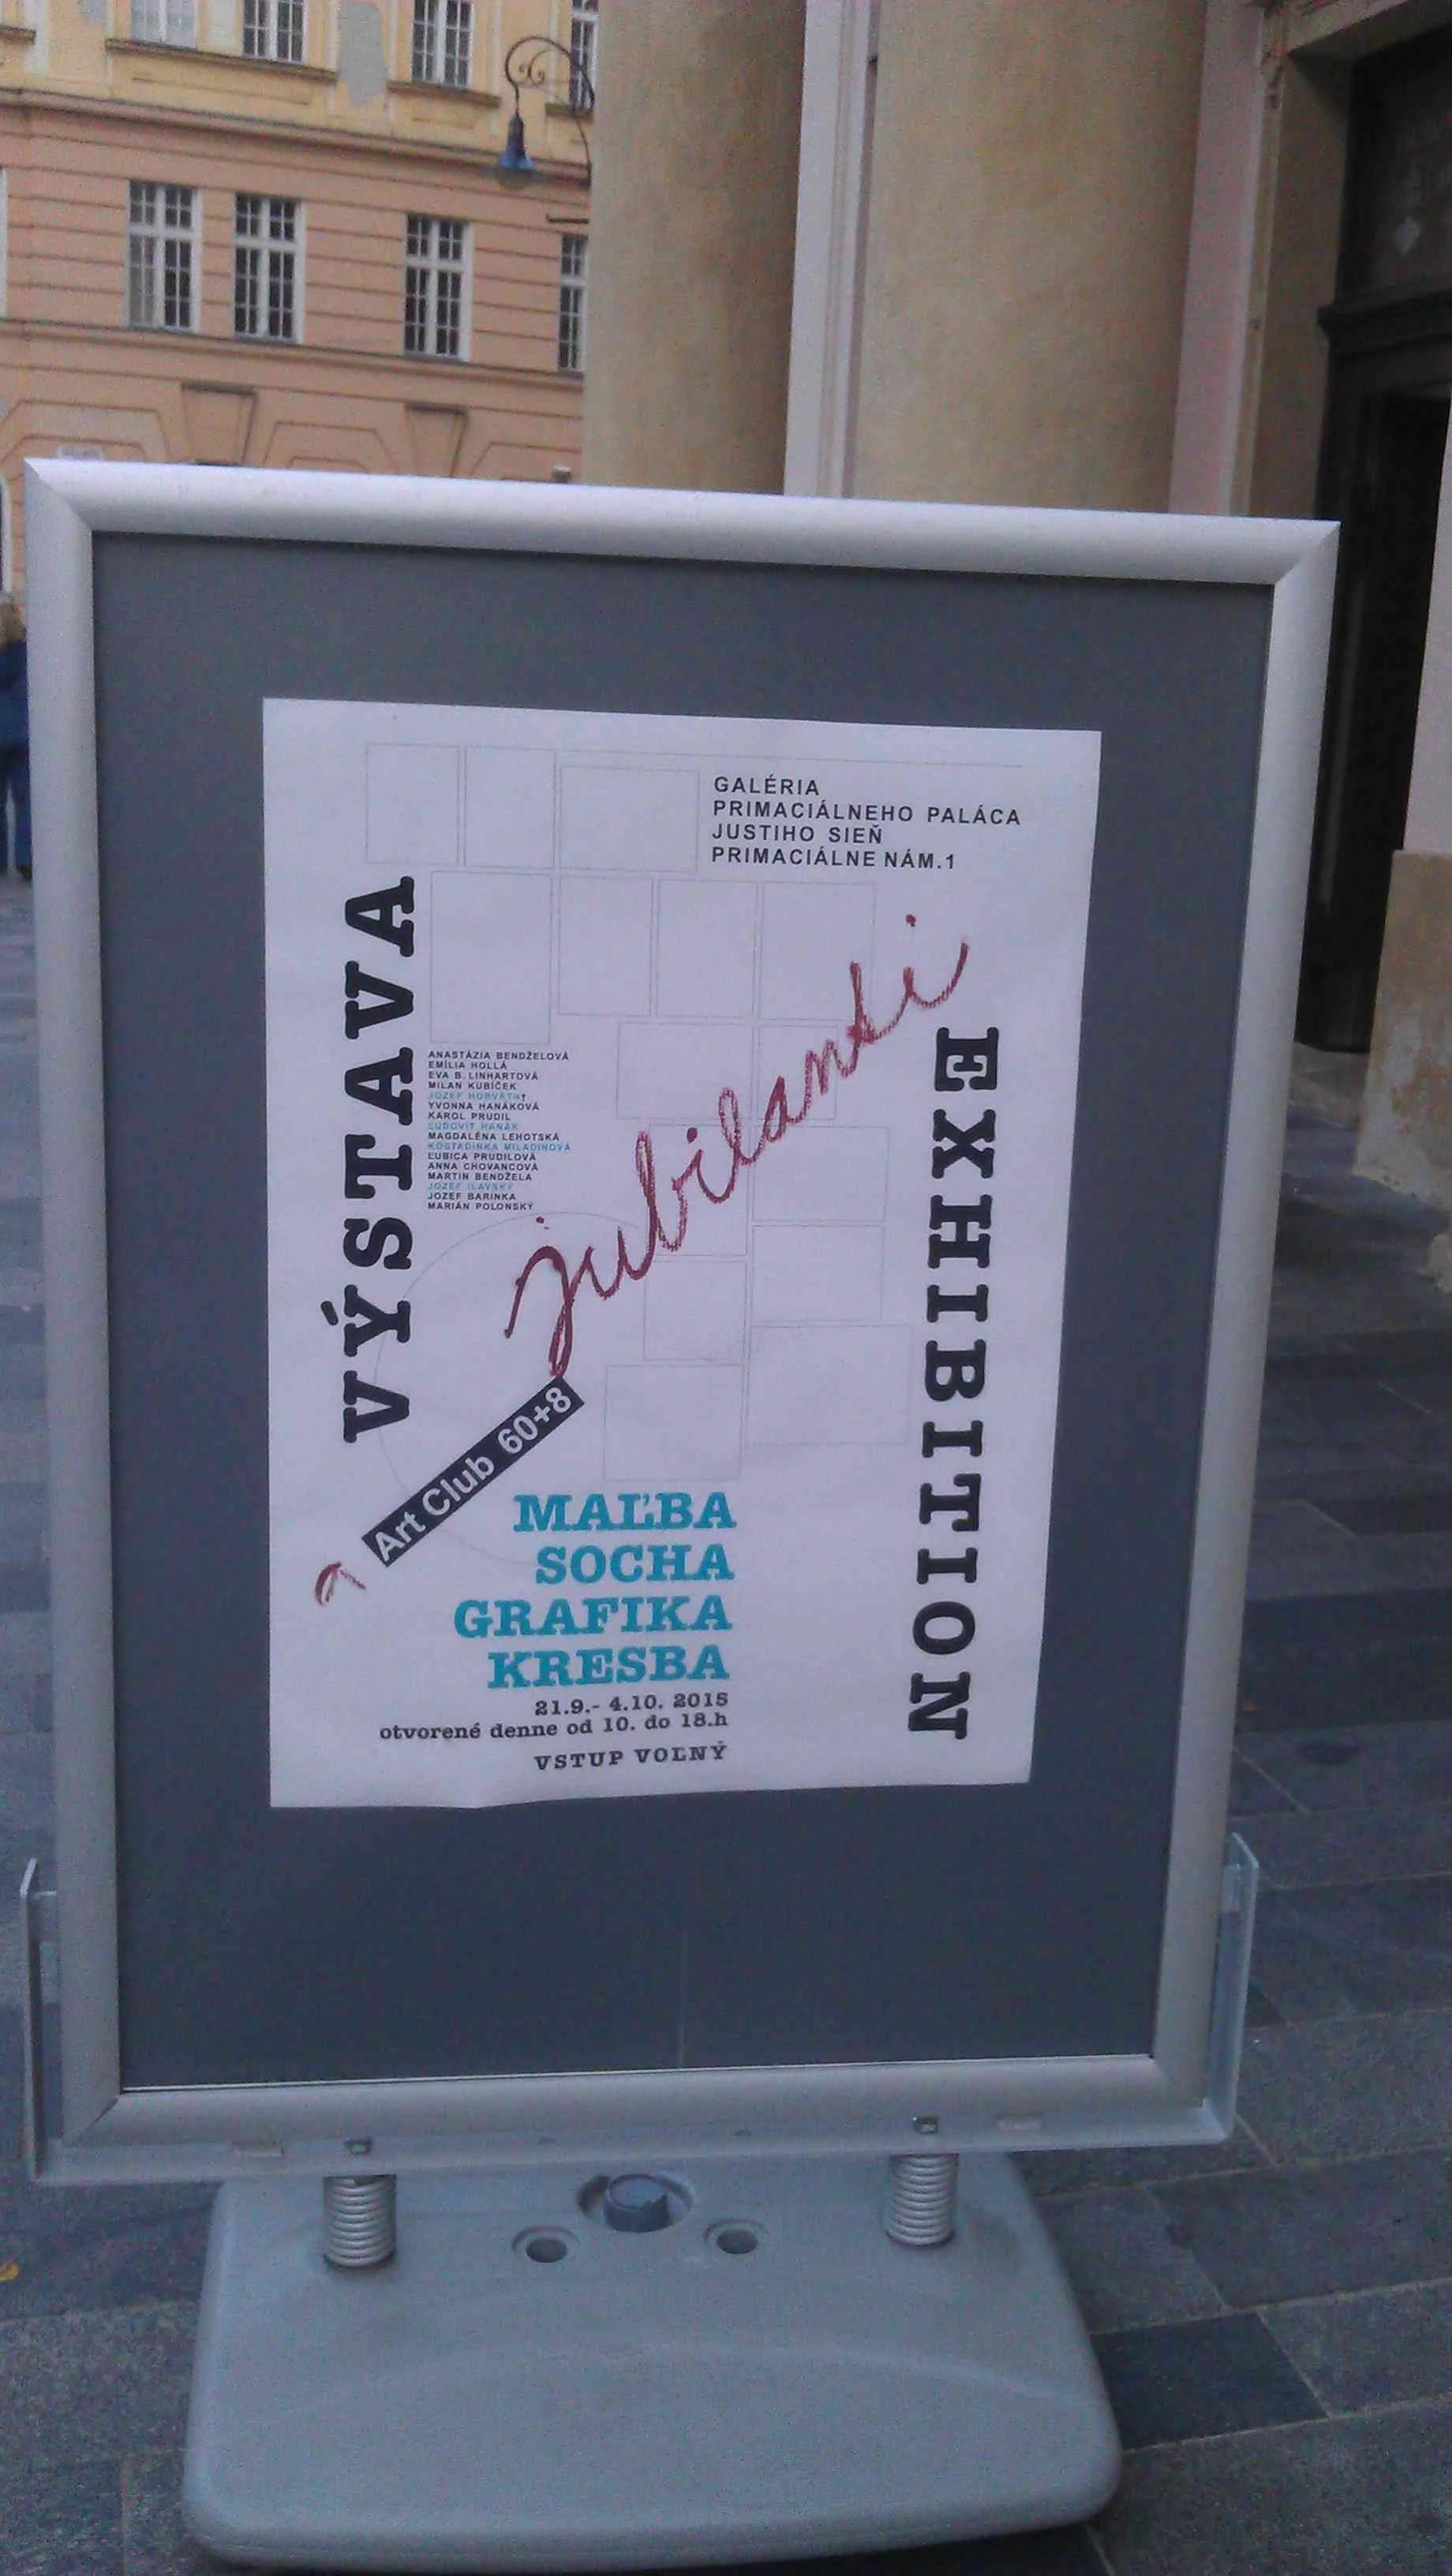 GALÉRIA
PRIMACIÁLNEHO PALÁCA
JUSTIHO SIEŇ
PRIMACIÁLNE NÁM.1
VÝSTAVA
ANASTÁZIA BENDŽELOVÁ
EMÍLIA HOLLÁ
EVA B. LINHARTOVÁ
MILAN KUBÍČEK
JOZEF HORVÁTH†
YVONNA HANÁKOVÁ
KAROL PRUDIL
ĽUDOVÍT HANÁK
MAGDALÉNA LEHOTSKÁ
KOSTADINKA MILADINOVA
ĽUBICA PRUDILOVÁ
ANNA CHOVANCOVÁ
MARTIN BENDŽELA
JOZEF ILAVSKÝ
JOZEF BARINKA
MARIÁN POLONSKÝ
jubilanti
EXHIBITION
a Art Club 60+8
MAĽBA
SOCHA
GRAFIKA
KRESBA
21.9.- 4.10. 2015
otvorené denne od 10. do 18.h
VSTUP VOĽNÝ